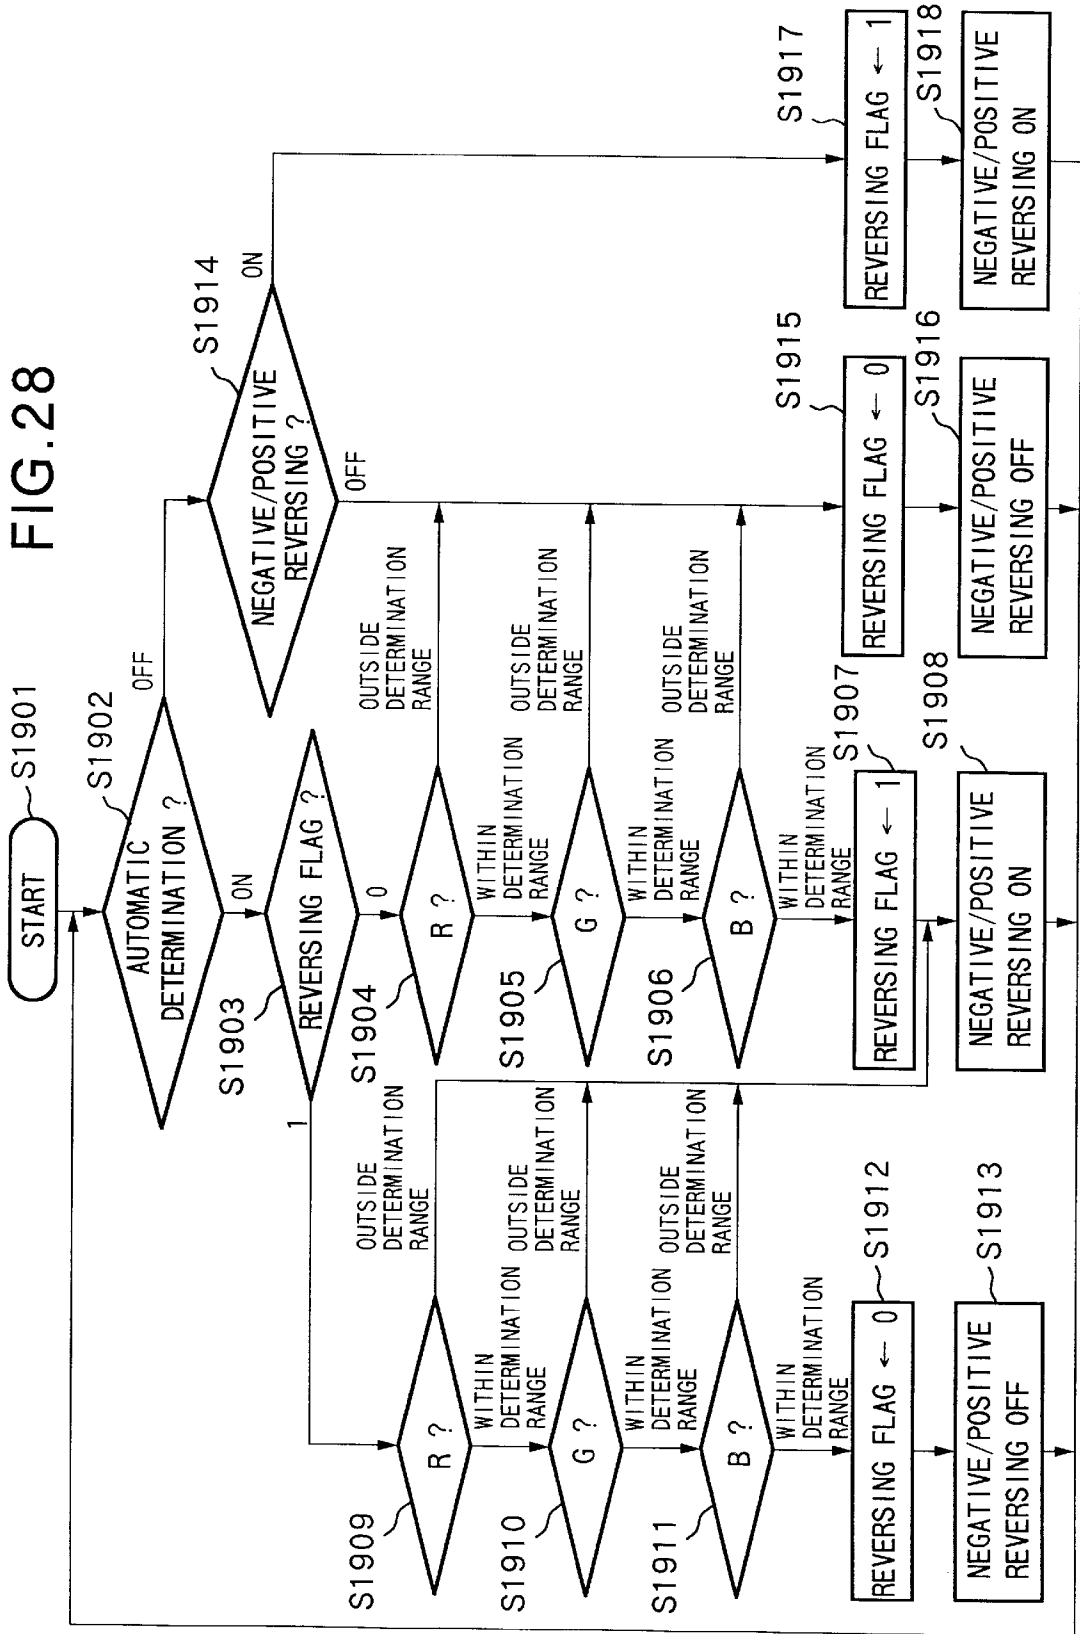 FIG.28
START
S1901
AUTOMATIC
DETERMINATION ?
S1902
OFF
ON
REVERSING FLAG ?
S1903
1
0
NEGATIVE/POSITIVE
REVERSING ?
S1914
ON
OFF
R ?
S1909
OUTSIDE
DETERMINATION
RANGE
WITHIN
DETERMINATION
RANGE
R ?
S1904
OUTSIDE
DETERMINATION
RANGE
WITHIN
DETERMINATION
RANGE
G ?
S1910
OUTSIDE
DETERMINATION
RANGE
WITHIN
DETERMINATION
RANGE
G ?
S1905
OUTSIDE
DETERMINATION
RANGE
WITHIN
DETERMINATION
RANGE
B ?
S1911
OUTSIDE
DETERMINATION
RANGE
WITHIN
DETERMINATION
RANGE
B ?
S1906
OUTSIDE
DETERMINATION
RANGE
WITHIN
DETERMINATION
RANGE
REVERSING FLAG ← 0
S1912
REVERSING FLAG ← 1
S1907
REVERSING FLAG ← 0
S1915
REVERSING FLAG ← 1
S1917
NEGATIVE/POSITIVE
REVERSING OFF
S1913
NEGATIVE/POSITIVE
REVERSING ON
S1908
NEGATIVE/POSITIVE
REVERSING OFF
S1916
NEGATIVE/POSITIVE
REVERSING ON
S1918